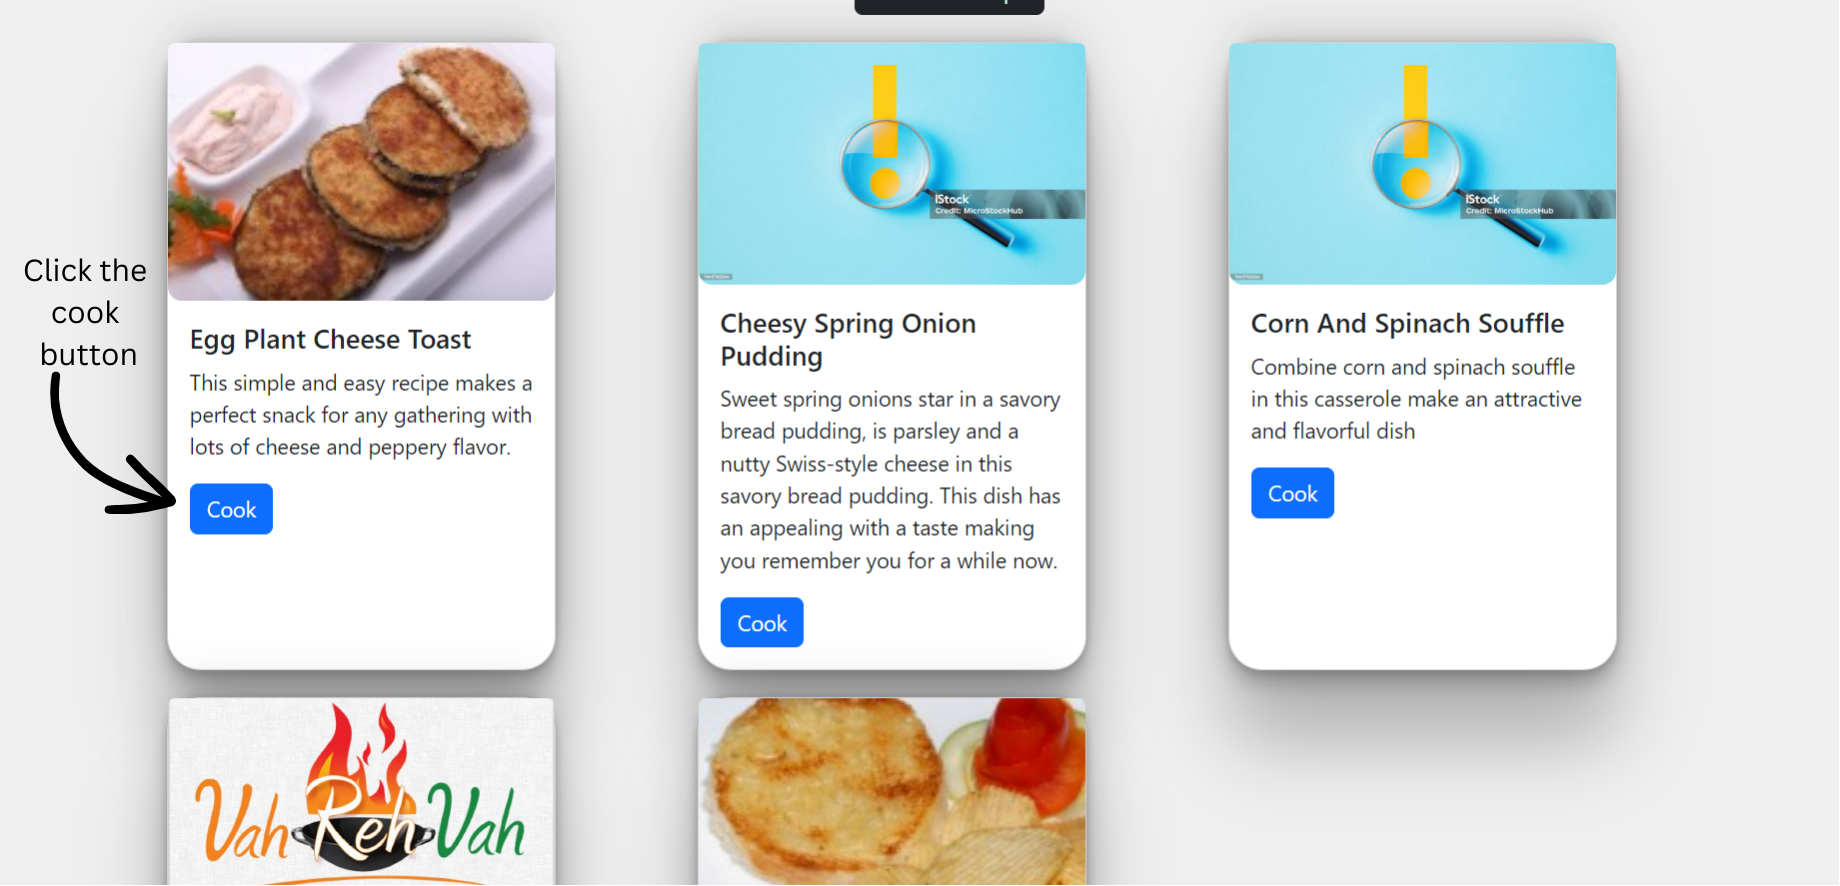 Click the
cook
button
Egg Plant Cheese Toast
This simple and easy recipe makes a
perfect snack for any gathering with
lots of cheese and peppery flavor.
Cook
iStock
Credit: MicroStockHub
Cheesy Spring Onion
Pudding
Sweet spring onions star in a savory
bread pudding, is parsley and a
nutty Swiss-style cheese in this
savory bread pudding. This dish has
an appealing with a taste making
you remember you for a while now.
Cook
iStock
Credit: MicroStockHub
Corn And Spinach Souffle
Combine corn and spinach souffle
in this casserole make an attractive
and flavorful dish
Cook
Vah Reh Vah